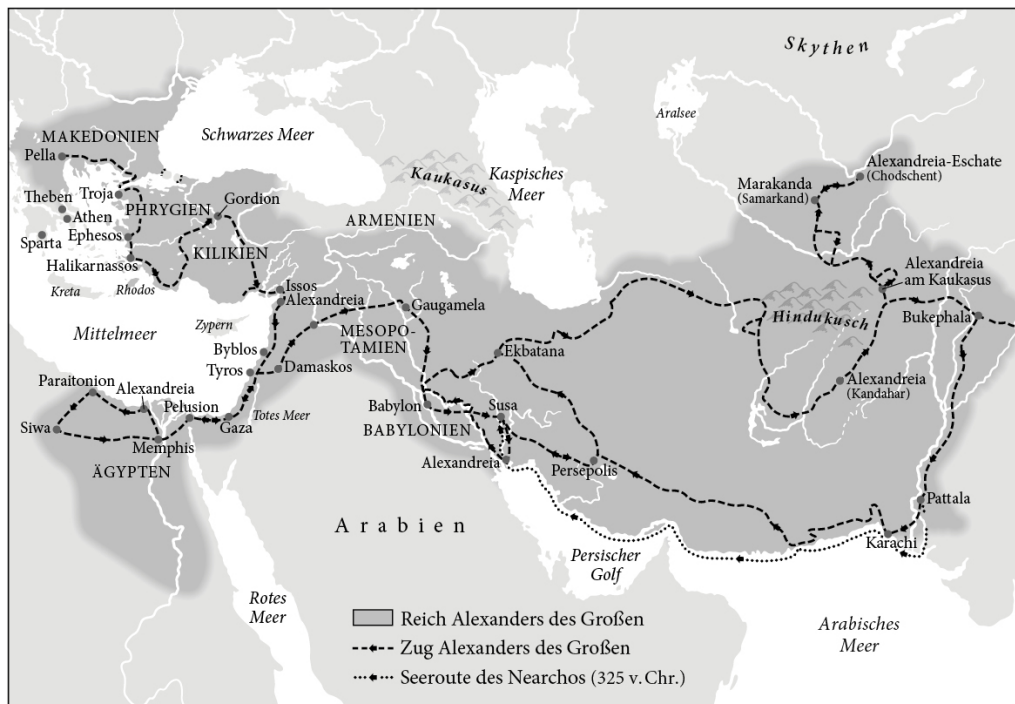 Skythen
Aralsee
MAKEDONIEN
Schwarzes Meer
Pella
Kaukasus
Kaspisches
Meer
Alexandreia-Eschate
(Chodschent)
Marakanda
(Samarkand)
Theben
Troja
PHRYGIEN
Gordion
Athen
ARMENIEN
Ephesos
Sparta
KILIKIEN
Halikarnassos
Alexandreia
am Kaukasus
Kreta
Rhodos
Issos
Alexandreia
Gaugamela
Hindukusch
Bukephala
Mittelmeer
Zypern
MESOPO-
TAMIEN
Byblos
Ekbatana
Tyros
Damaskos
Paraitonion
Alexandreia
Alexandreia
(Kandahar)
Pelusion
Babylon
Susa
Siwa
Gaza
Totes Meer
BABYLONIEN
Memphis
ÄGYPTEN
Alexandreia
Persepolis
Pattala
Arabien
Karachi
Persischer
Golf
Rotes
Meer
Reich Alexanders des Großen
Arabisches
Meer
Zug Alexanders des Großen
Seeroute des Nearchos (325 v. Chr.)